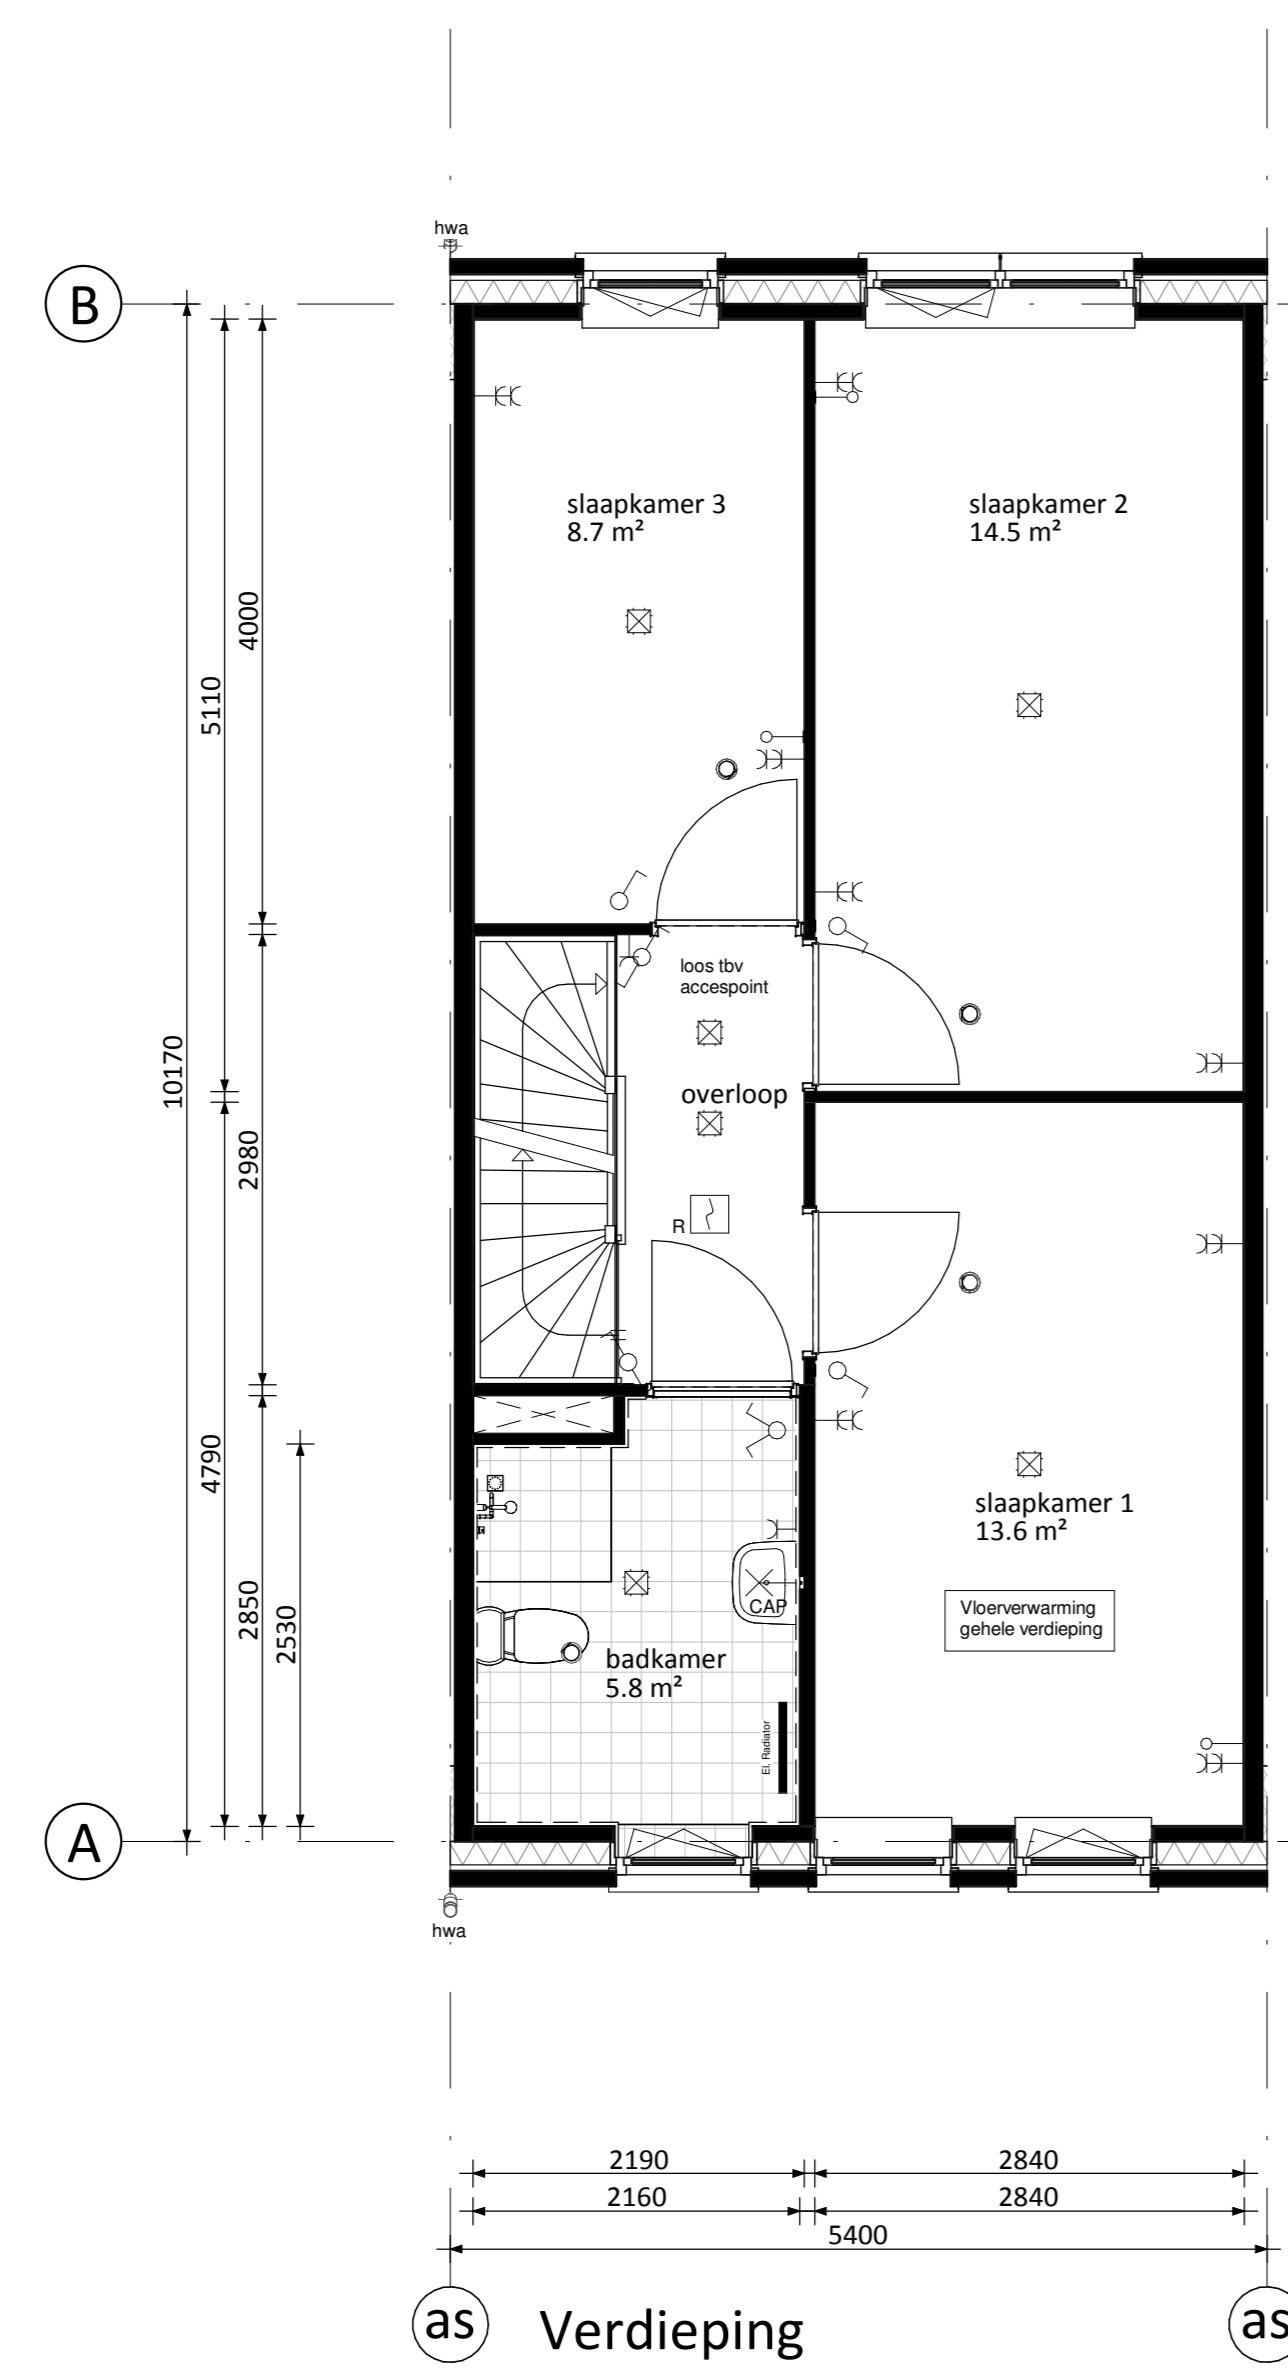 hwa
B
slaapkamer 3
8.7 m²
slaapkamer 2
14.5 m²
4000
5110
loos tbv
accespoint
10170
overloop
2980
R
4790
slaapkamer 1
13.6 m²
2850
2530
CAP
Vloerverwarming
gehele verdieping
badkamer
5.8 m²
El. Radiator
A
hwa
2190
2840
2160
2840
5400
as
Verdieping
as